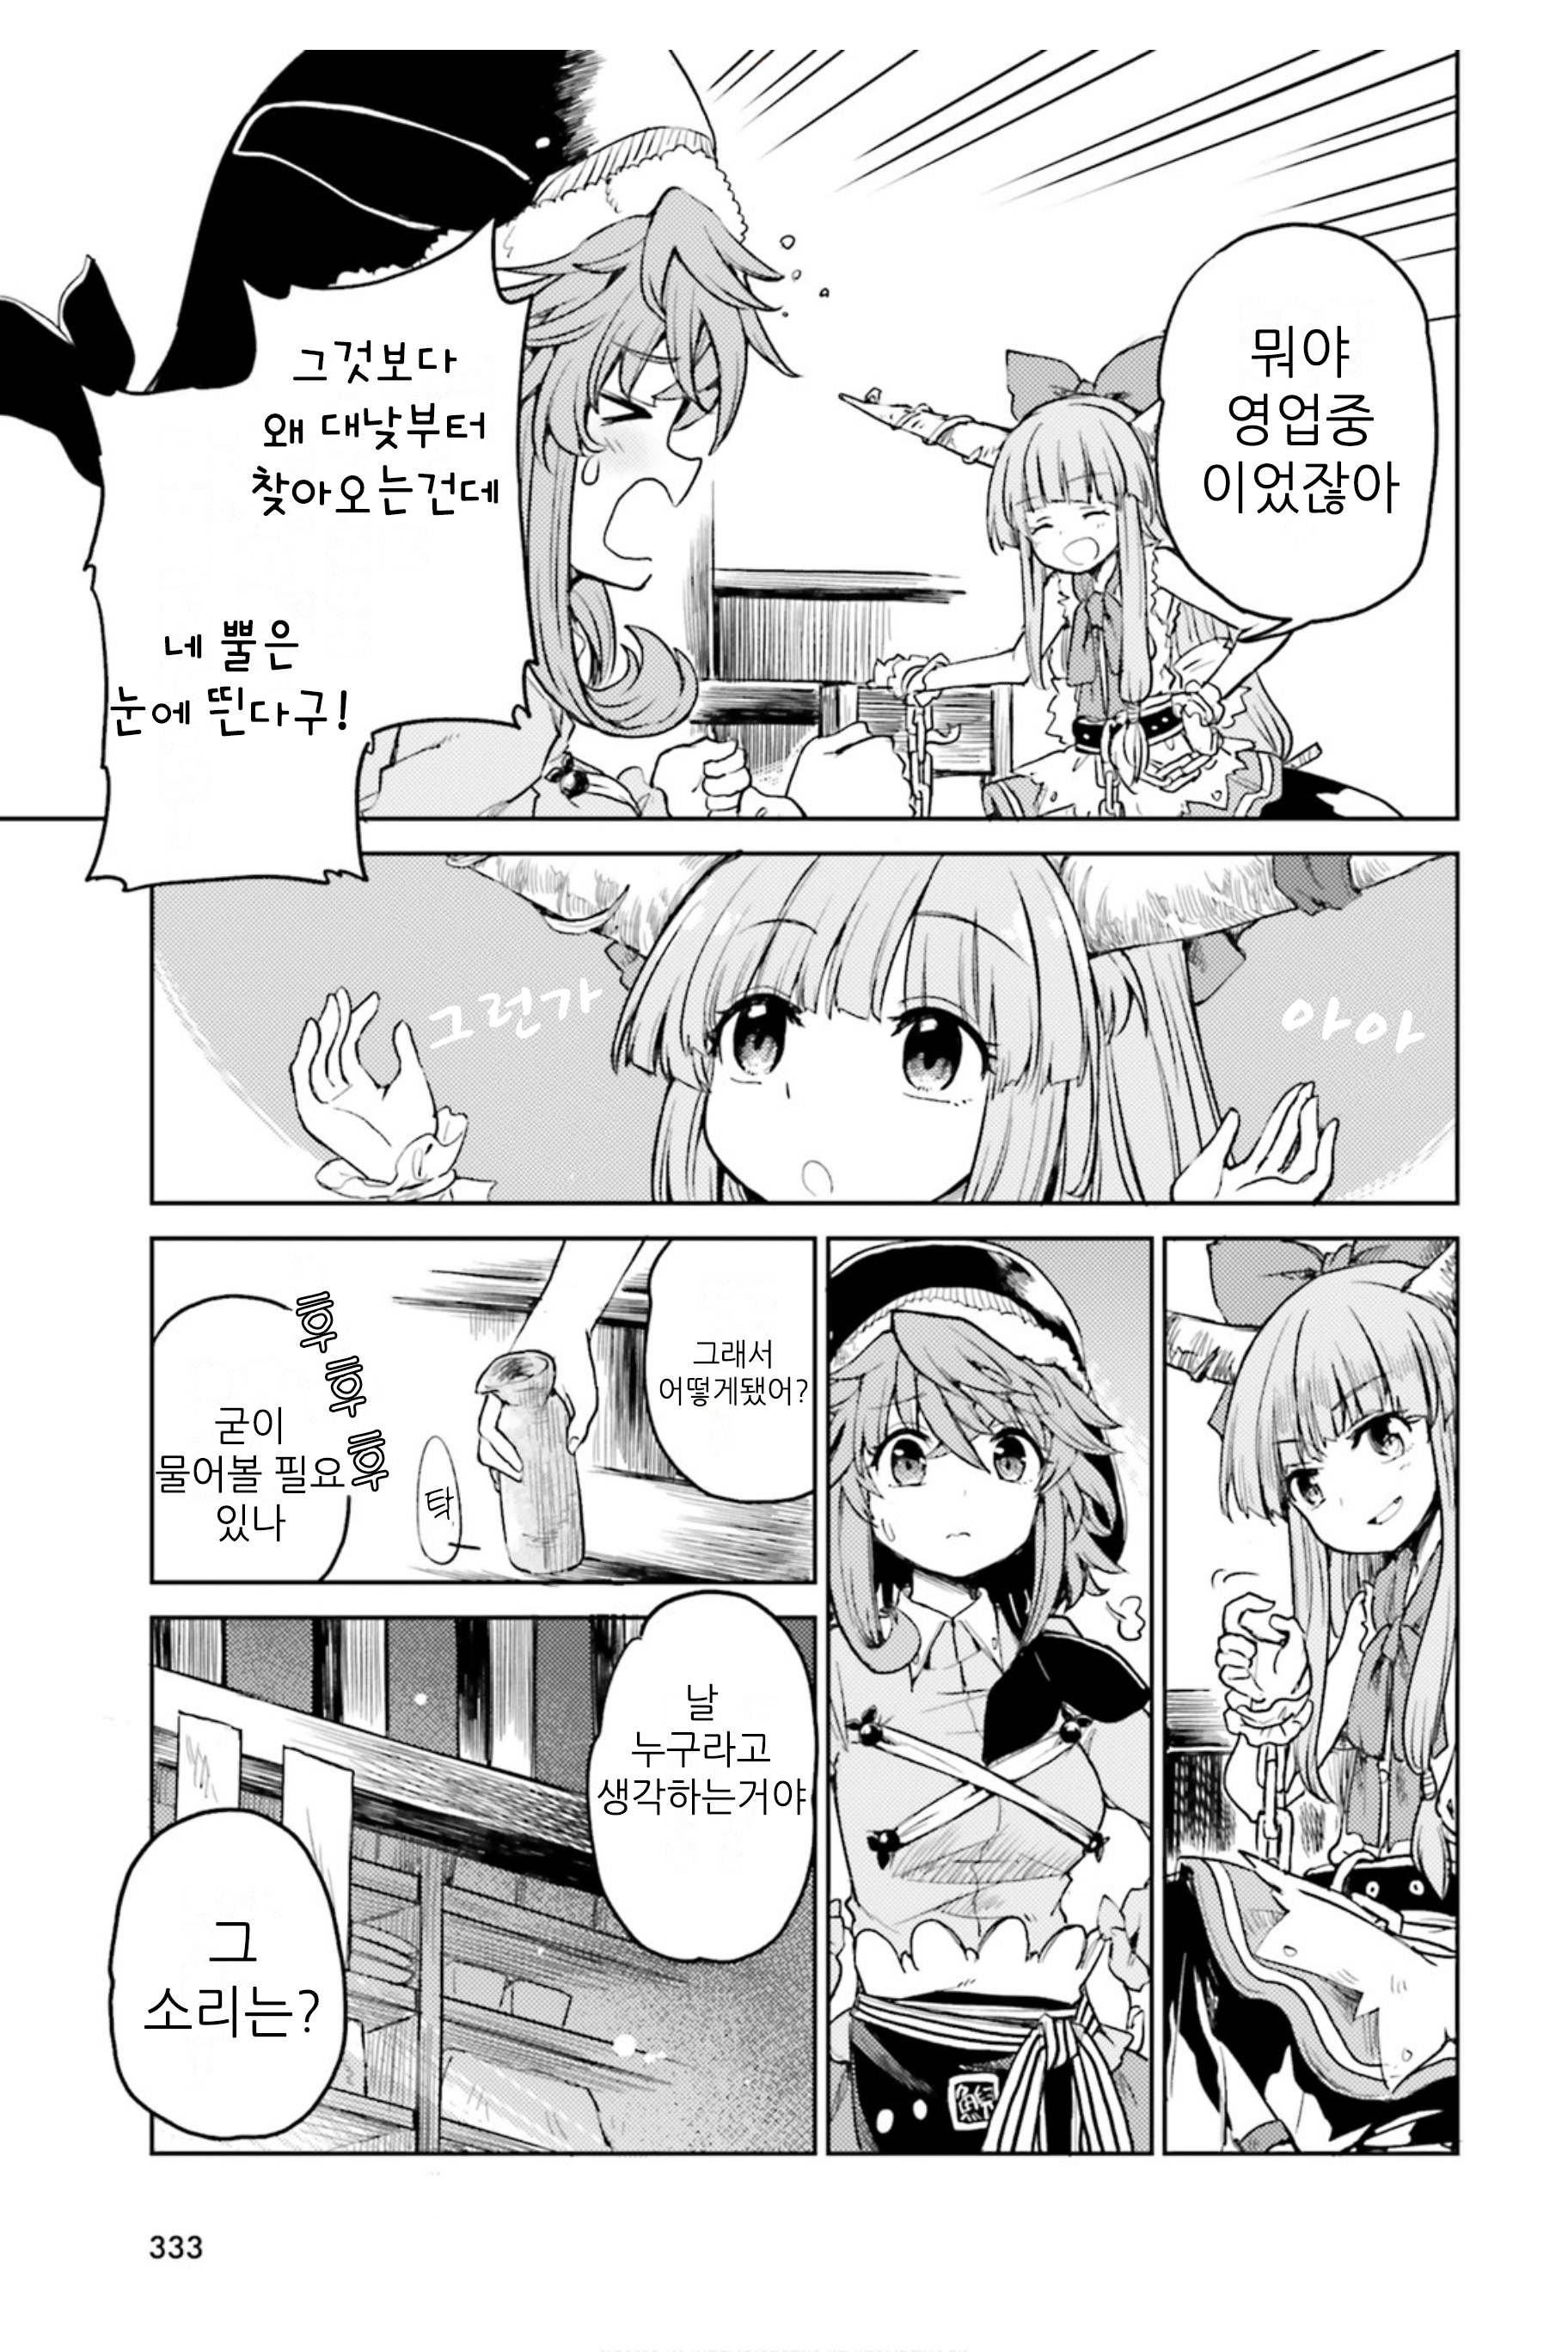 뭐야
영업중
이었잖아
그것보다
왜 대낮부터
찾아오는건데
네 뿔은
눈에 띈다구!
아아
그런가
그래서
어떻게됐어?
탁
후후후
굳이
물어볼 필요
있나
날
누구라고
생각하는거야
그
소리는?
333